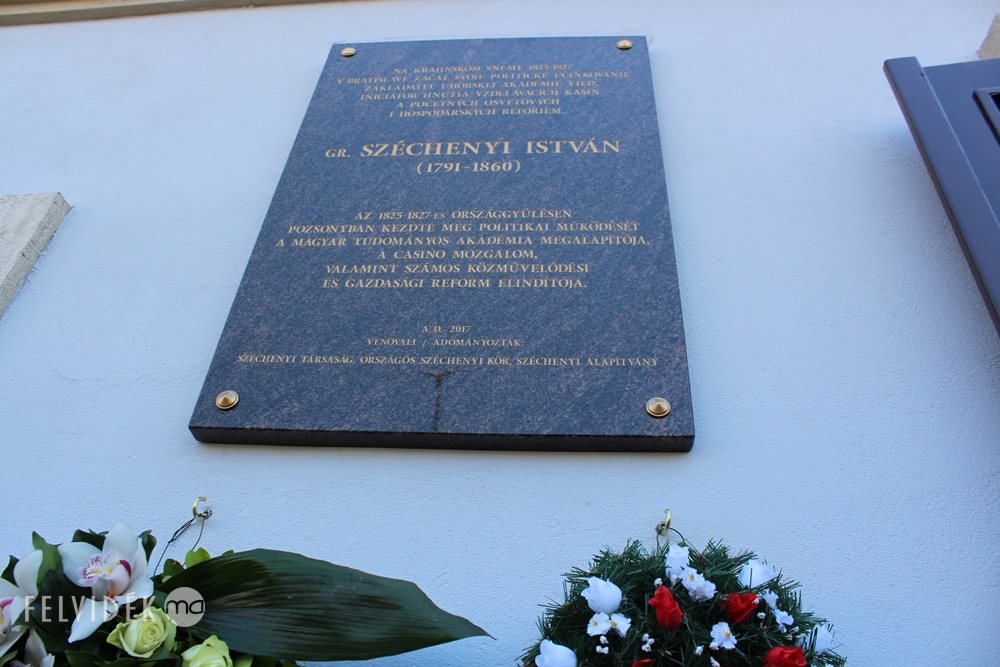 NA KRAJINSKOM SNEME 1825-1827
V BRATISLAVE ZAČAL SVOJE POLITICKÉ ÚČINKOVANIE
ZAKLADATEĽ UHORSKEJ AKADÉMIE VIED,
INICIÁTOR HNUTIA VZDELÁVACÍCH KASÍN
A POČETNÝCH OSVETOVÝCH
I HOSPODÁRSKYCH REFORIEM.
GR. SZÉCHENYI ISTVÁN
(1791-1860)
AZ 1825-1827-ES ORSZÁGGYŰLÉSEN
POZSONYBAN KEZDTE MEG POLITIKAI MŰKÖDÉSÉT
A MAGYAR TUDOMÁNYOS AKADÉMIA MEGALAPÍTÓJA,
A CASINO MOZGALOM,
VALAMINT SZÁMOS KÖZMŰVELŐDÉSI
ÉS GAZDASÁGI REFORM ELINDÍTÓJA.
A. D. 2017
VENOVALI / ADOMÁNYOZTÁK:
SZÉCHENYI TÁRSASÁG, ORSZÁGOS SZÉCHENYI KÖR, SZÉCHENYI ALAPÍTVÁNY
FELVIDÉK.ma